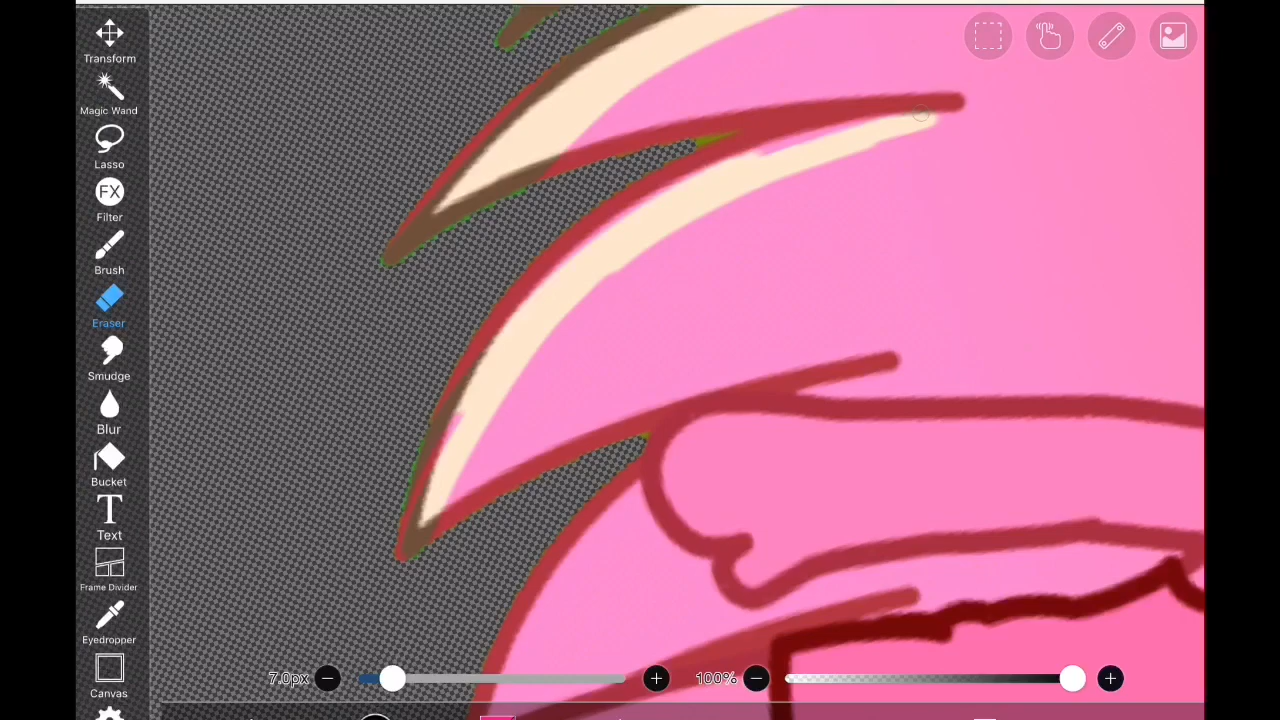 Transform
Magic Wand
Lasso
FX
Filter
Brush
Eraser
Smudge
Blur
Bucket
T
Text
Frame Divider
Eyedropper
Canvas
7.0px
100%